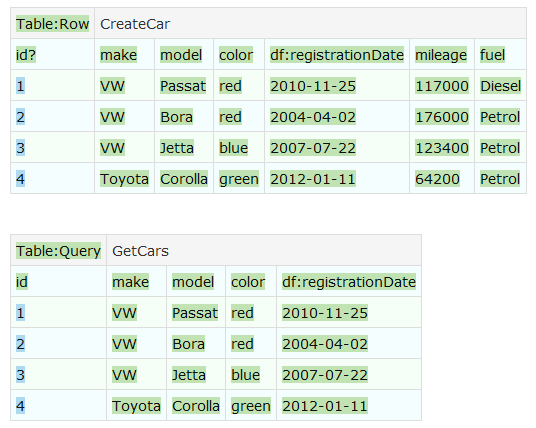 Table:Row CreateCar
id? make model color df:registrationDate mileage fuel
1 VW Passat red 2010-11-25 117000 Diesel
2 VW Bora red 2004-04-02 176000 Petrol
3 VW Jetta blue 2007-07-22 123400 Petrol
4 Toyota Corolla green 2012-01-11 64200 Petrol
Table:Query GetCars
id make model color df:registrationDate
1 VW Passat red 2010-11-25
2 VW Bora red 2004-04-02
3 VW Jetta blue 2007-07-22
4 Toyota Corolla green 2012-01-11